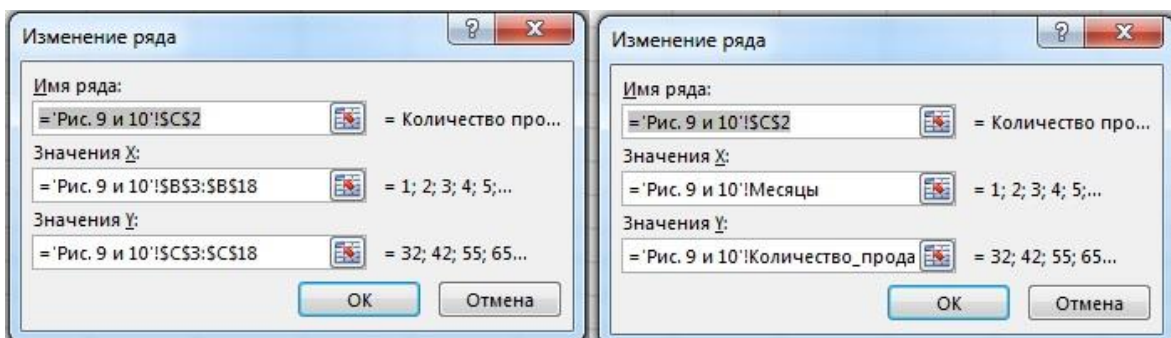 Изменение ряда
Имя ряда:
='Рис. 9 и 10'!$C$2 = Количество про...
Значения X:
='Рис. 9 и 10'!$B$3:$B$18 = 1; 2; 3; 4; 5;...
Значения Y:
='Рис. 9 и 10'!$C$3:$C$18 = 32; 42; 55; 65...
ОК Отмена
Изменение ряда
Имя ряда:
='Рис. 9 и 10'!$C$2 = Количество про...
Значения X:
='Рис. 9 и 10'!Месяцы = 1; 2; 3; 4; 5;...
Значения Y:
='Рис. 9 и 10'!Количество_прода = 32; 42; 55; 65...
ОК Отмена